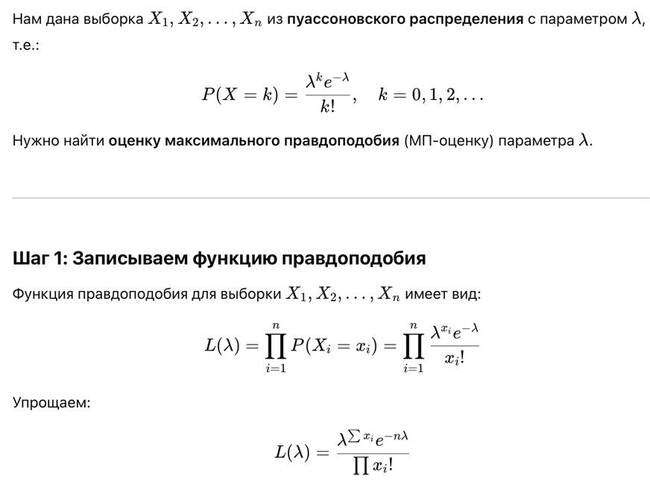 Нам дана выборка X₁, X₂, ..., Xₙ из пуассоновского распределения с параметром λ,
т.е.:
P(X = k) = λᵏe^{−λ} / k!, k = 0, 1, 2, ...
Нужно найти оценку максимального правдоподобия (МП-оценку) параметра λ.
Шаг 1: Записываем функцию правдоподобия
Функция правдоподобия для выборки X₁, X₂, ..., Xₙ имеет вид:
L(λ) = ∏_{i=1}^{n} P(Xᵢ = xᵢ) = ∏_{i=1}^{n} λ^{xᵢ}e^{−λ} / xᵢ!
Упрощаем:
L(λ) = λ^{∑ xᵢ}e^{−nλ} / ∏ xᵢ!